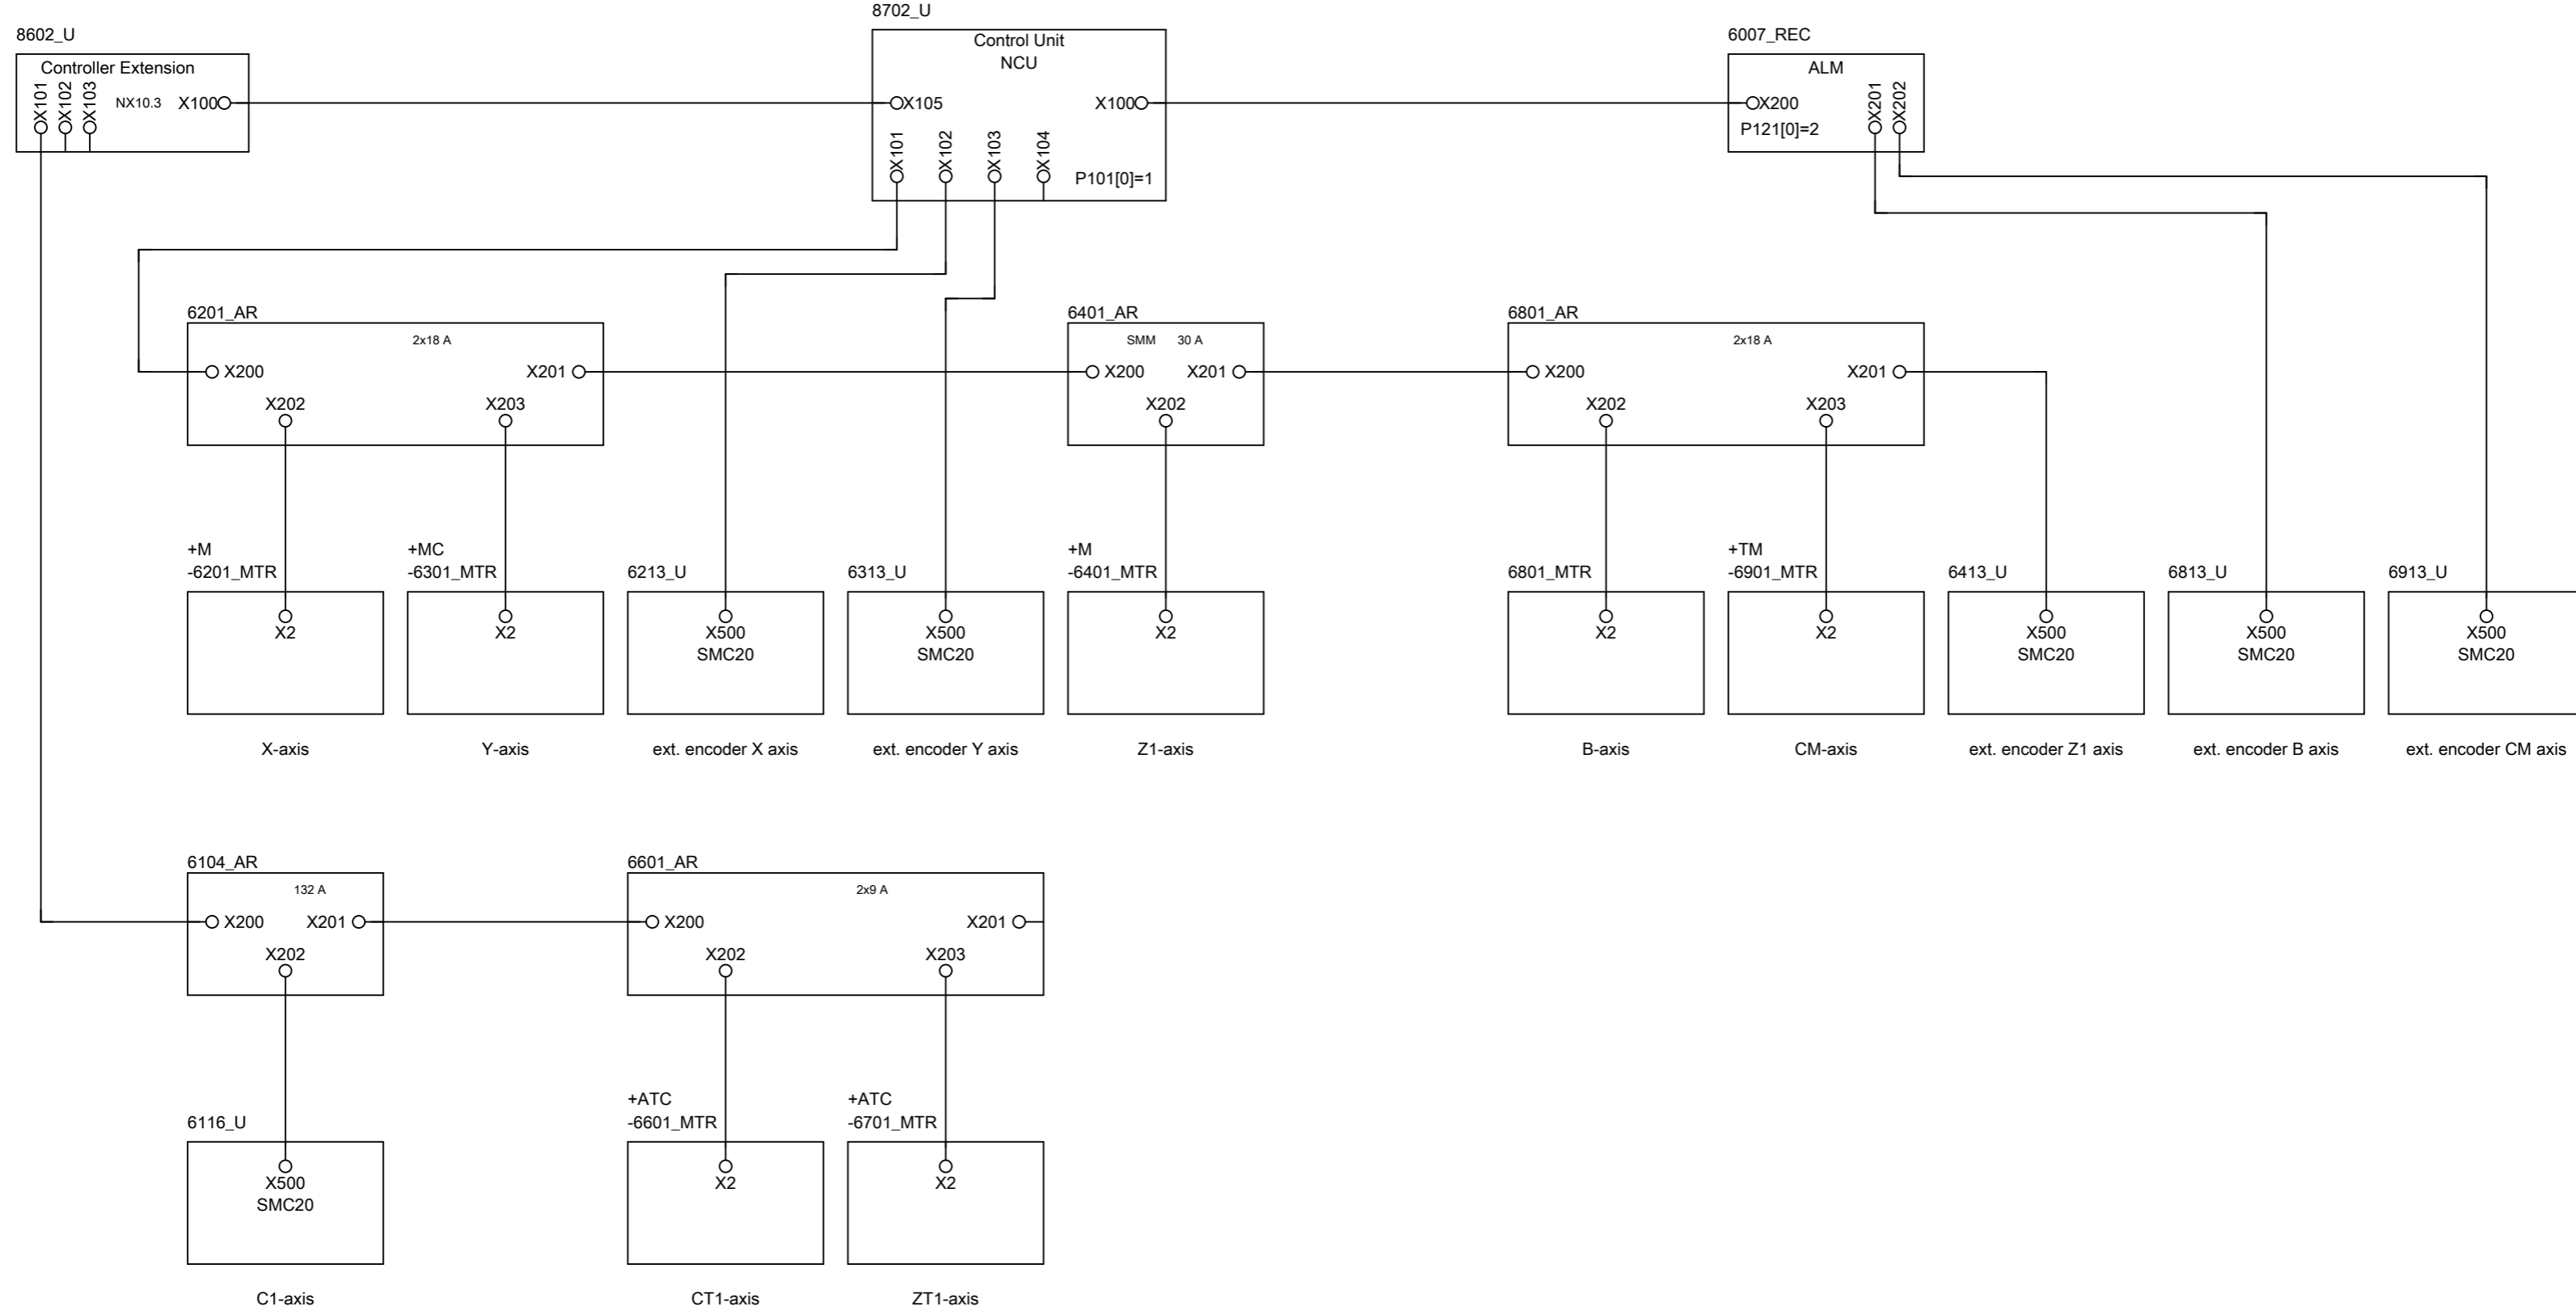 8702_U
8602_U
6007_REC
Controller Extension
X101
X102
X103
NX10.3
X100
Control Unit
NCU
X105
X100
X101
X102
X103
X104
P101[0]=1
ALM
X200
X201
X202
P121[0]=2
6201_AR
2x18 A
X200
X201
X202
X203
6401_AR
SMM 30 A
X200
X201
X202
6801_AR
2x18 A
X200
X201
X202
X203
+M
-6201_MTR
X2
X-axis
+MC
-6301_MTR
X2
Y-axis
6213_U
X500
SMC20
ext. encoder X axis
6313_U
X500
SMC20
ext. encoder Y axis
+M
-6401_MTR
X2
Z1-axis
6801_MTR
X2
B-axis
+TM
-6901_MTR
X2
CM-axis
6413_U
X500
SMC20
ext. encoder Z1 axis
6813_U
X500
SMC20
ext. encoder B axis
6913_U
X500
SMC20
ext. encoder CM axis
6104_AR
132 A
X200
X201
X202
6601_AR
2x9 A
X200
X201
X202
X203
6116_U
X500
SMC20
C1-axis
+ATC
-6601_MTR
X2
CT1-axis
+ATC
-6701_MTR
X2
ZT1-axis